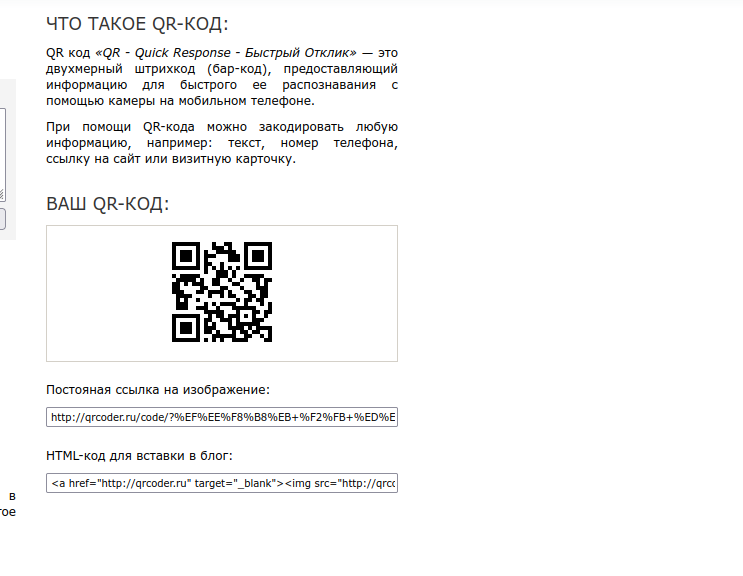 ЧТО ТАКОЕ QR-КОД:
QR код «QR - Quick Response - Быстрый Отклик» — это
двухмерный штрихкод (бар-код), предоставляющий
информацию для быстрого ее распознавания с
помощью камеры на мобильном телефоне.
При помощи QR-кода можно закодировать любую
информацию, например: текст, номер телефона,
ссылку на сайт или визитную карточку.
ВАШ QR-КОД:
Постояная ссылка на изображение:
http://qrcoder.ru/code/?%EF%EE%F8%B8%EB+%F2%FB+%ED%E
HTML-код для вставки в блог:
<a href="http://qrcoder.ru" target="_blank"><img src="http://qrco
в
гое